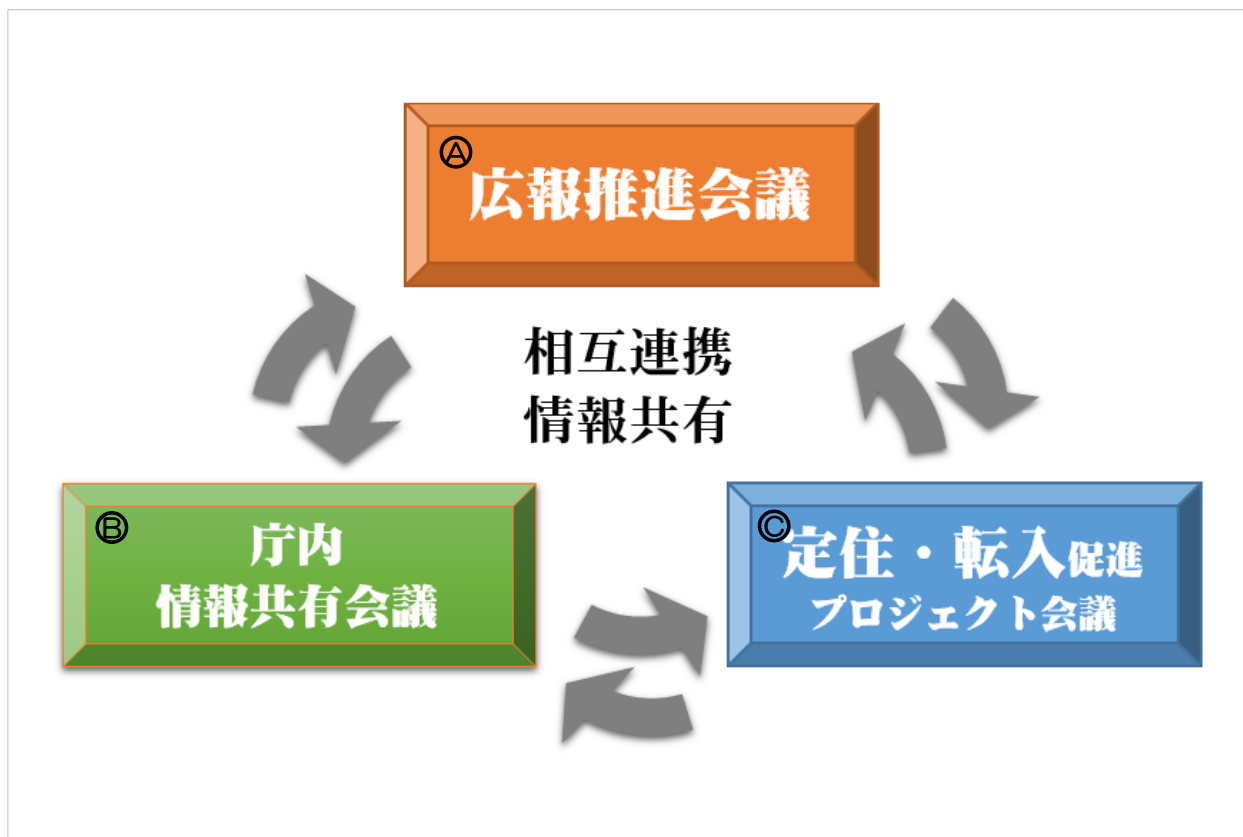 Ⓐ
広報推進会議
相互連携
情報共有
Ⓑ
庁内
情報共有会議
Ⓒ
定住・転入促進
プロジェクト会議